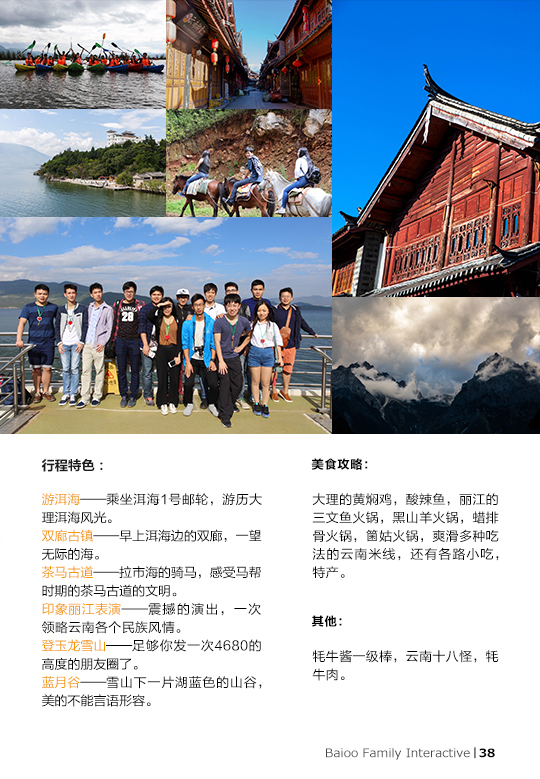 行程特色：
游洱海——乘坐洱海1号邮轮，游历大
理洱海风光。
双廊古镇——早上洱海边的双廊，一望
无际的海。
茶马古道——拉市海的骑马，感受马帮
时期的茶马古道的文明。
印象丽江表演——震撼的演出，一次
领略云南各个民族风情。
登玉龙雪山——足够你发一次4680的
高度的朋友圈了。
蓝月谷——雪山下一片湖蓝色的山谷，
美的不能言语形容。
美食攻略：
大理的黄焖鸡，酸辣鱼，丽江的
三文鱼火锅，黑山羊火锅，蜡排
骨火锅，菌姑火锅，爽滑多种吃
法的云南米线，还有各路小吃，
特产。
其他：
牦牛酱一级棒，云南十八怪，牦
牛肉。
Baioo Family Interactive | 38